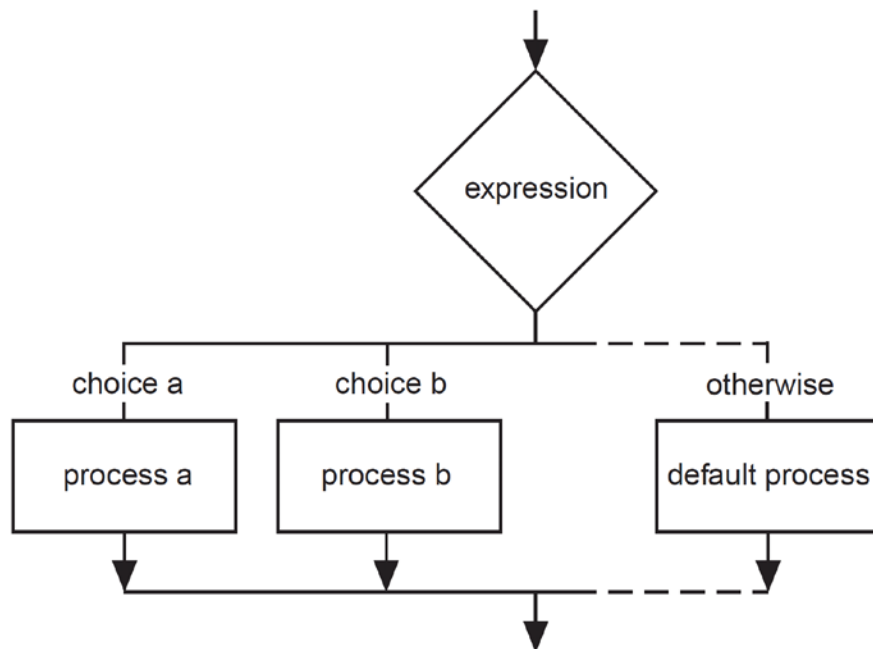 expression
choice a
choice b
otherwise
process a
process b
default process